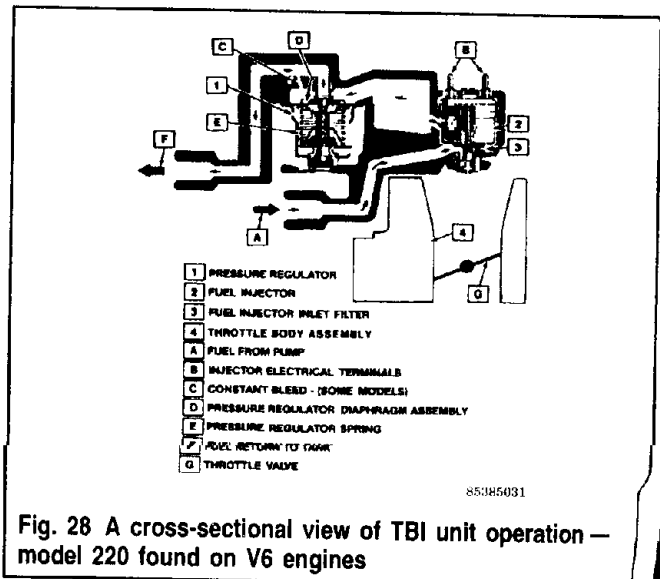 C
D
B
1
E
F
2
3
A
4
G
1 PRESSURE REGULATOR
2 FUEL INJECTOR
3 FUEL INJECTOR INLET FILTER
4 THROTTLE BODY ASSEMBLY
A FUEL FROM PUMP
B INJECTOR ELECTRICAL TERMINALS
C CONSTANT BLEED - (SOME MODELS)
D PRESSURE REGULATOR DIAPHRAGM ASSEMBLY
E PRESSURE REGULATOR SPRING
F FUEL RETURN TO TANK
G THROTTLE VALVE
85385031
Fig. 28 A cross-sectional view of TBI unit operation —
model 220 found on V6 engines